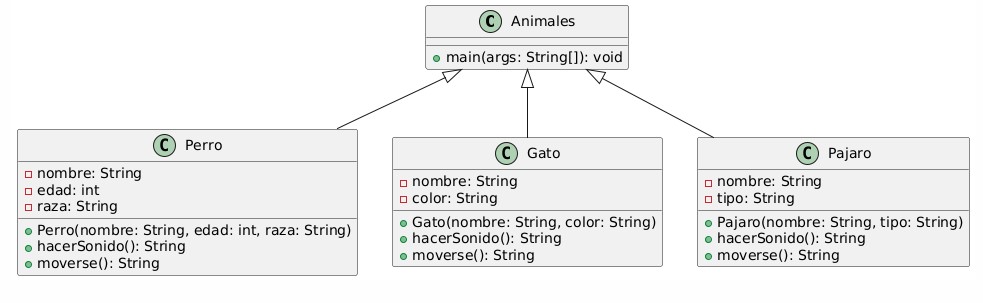 C Animales
main(args: String[]): void
C Perro
nombre: String
edad: int
raza: String
Perro(nombre: String, edad: int, raza: String)
hacerSonido(): String
moverse(): String
C Gato
nombre: String
color: String
Gato(nombre: String, color: String)
hacerSonido(): String
moverse(): String
C Pajaro
nombre: String
tipo: String
Pajaro(nombre: String, tipo: String)
hacerSonido(): String
moverse(): String